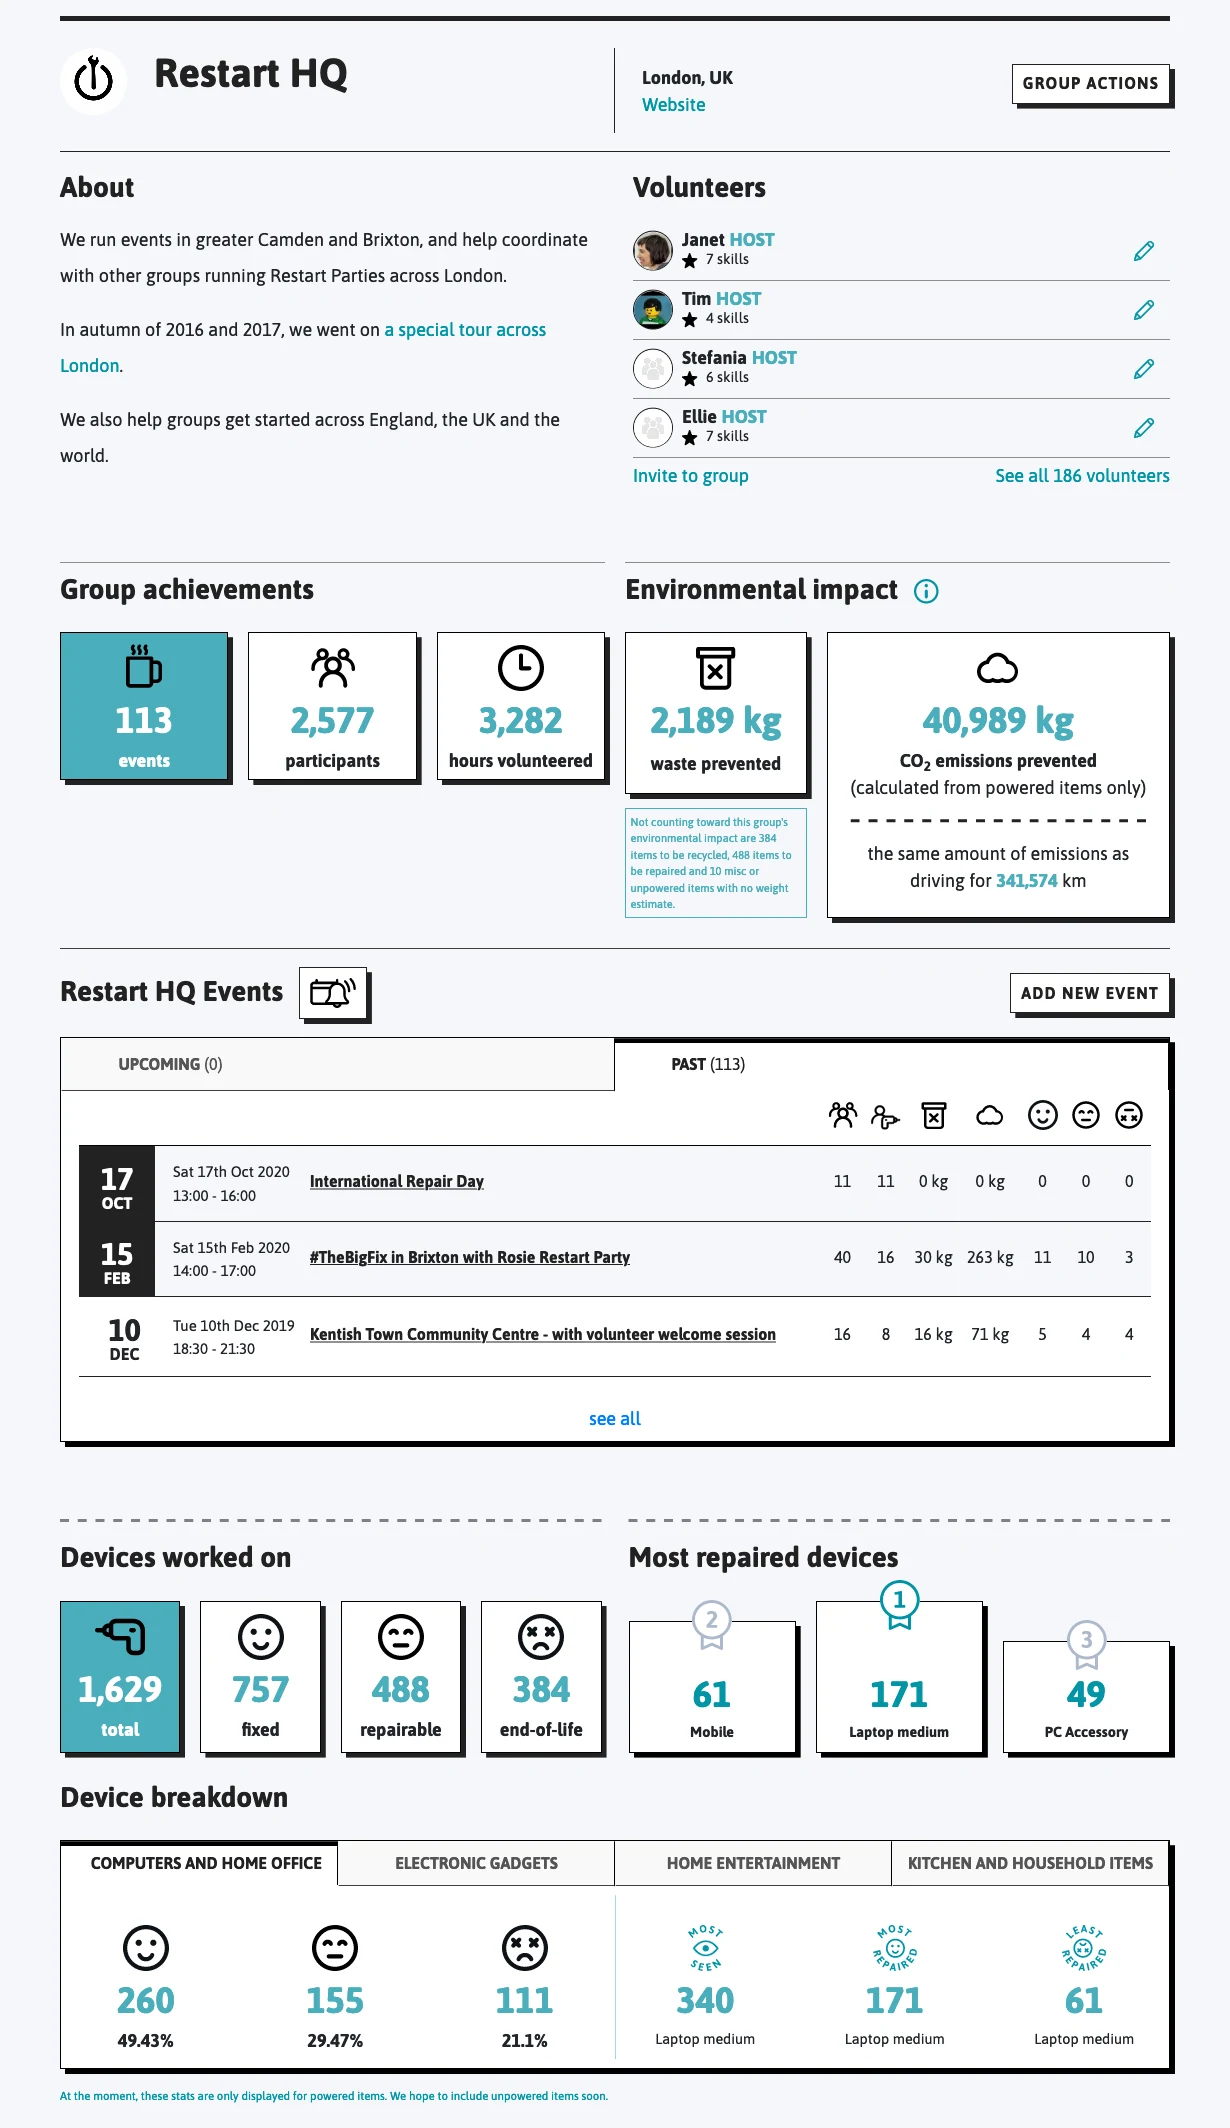 Restart HQ
London, UK
Website
GROUP ACTIONS
About
We run events in greater Camden and Brixton, and help coordinate
with other groups running Restart Parties across London.
In autumn of 2016 and 2017, we went on a special tour across
London.
We also help groups get started across England, the UK and the
world.
Volunteers
Janet HOST
7 skills
Tim HOST
4 skills
Stefania HOST
6 skills
Ellie HOST
7 skills
Invite to group
See all 186 volunteers
Group achievements
113
events
2,577
participants
3,282
hours volunteered
Environmental impact
2,189 kg
waste prevented
Not counting toward this group's
environmental impact are 384
items to be recycled, 488 items to
be repaired and 10 misc or
unpowered items with no weight
estimate.
40,989 kg
CO2 emissions prevented
(calculated from powered items only)
the same amount of emissions as
driving for 341,574 km
Restart HQ Events
ADD NEW EVENT
UPCOMING (0)
PAST (113)
17
OCT
Sat 17th Oct 2020
13:00 - 16:00
International Repair Day
11 11 0 kg 0 kg 0 0 0
15
FEB
Sat 15th Feb 2020
14:00 - 17:00
#TheBigFix in Brixton with Rosie Restart Party
40 16 30 kg 263 kg 11 10 3
10
DEC
Tue 10th Dec 2019
18:30 - 21:30
Kentish Town Community Centre - with volunteer welcome session
16 8 16 kg 71 kg 5 4 4
see all
Devices worked on
1,629
total
757
fixed
488
repairable
384
end-of-life
Most repaired devices
2
61
Mobile
1
171
Laptop medium
3
49
PC Accessory
Device breakdown
COMPUTERS AND HOME OFFICE
ELECTRONIC GADGETS
HOME ENTERTAINMENT
KITCHEN AND HOUSEHOLD ITEMS
260
49.43%
155
29.47%
111
21.1%
MOST SEEN
340
Laptop medium
MOST REPAIRED
171
Laptop medium
LEAST REPAIRED
61
Laptop medium
At the moment, these stats are only displayed for powered items. We hope to include unpowered items soon.